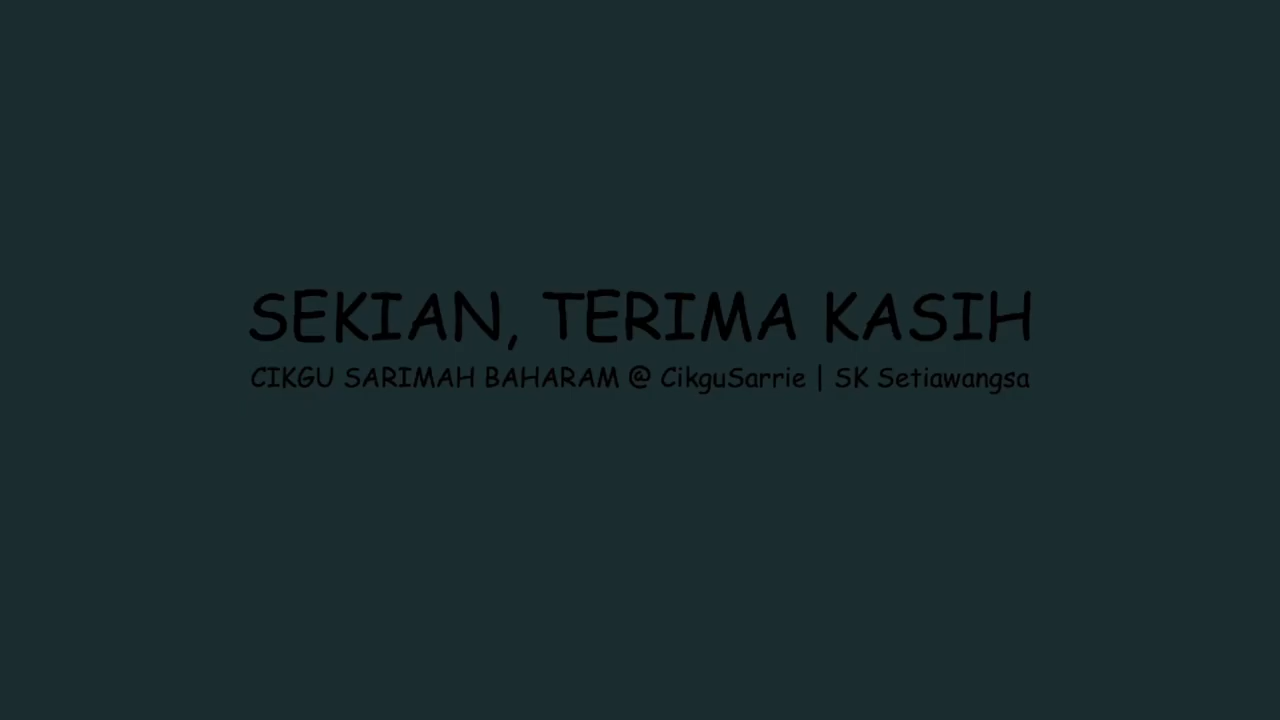 SEKIAN, TERIMA KASIH
CIKGU SARIMAH BAHARAM @ CikguSarrie | SK Setiawangsa